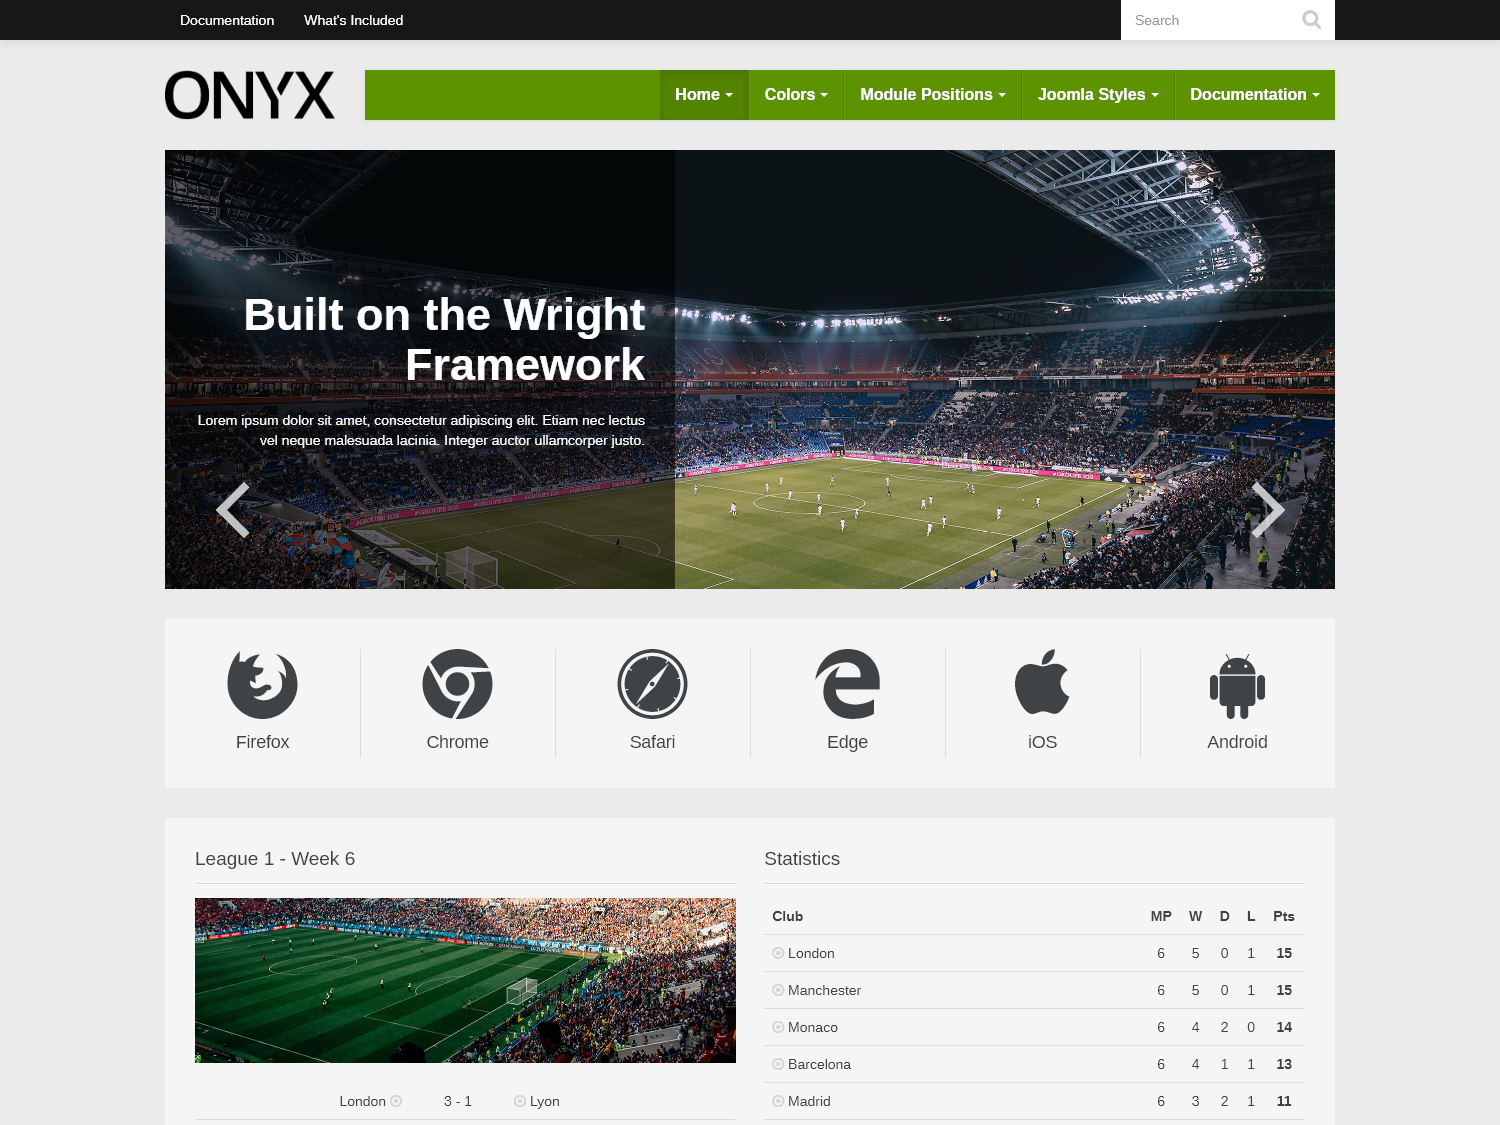 Documentation What's Included Search
ONYX
Home Colors Module Positions Joomla Styles Documentation
Built on the Wright
Framework
Lorem ipsum dolor sit amet, consectetur adipiscing elit. Etiam nec lectus
vel neque malesuada lacinia. Integer auctor ullamcorper justo.
Firefox Chrome Safari Edge iOS Android
League 1 - Week 6
London 3 - 1 Lyon
Statistics
Club MP W D L Pts
London 6 5 0 1 15
Manchester 6 5 0 1 15
Monaco 6 4 2 0 14
Barcelona 6 4 1 1 13
Madrid 6 3 2 1 11